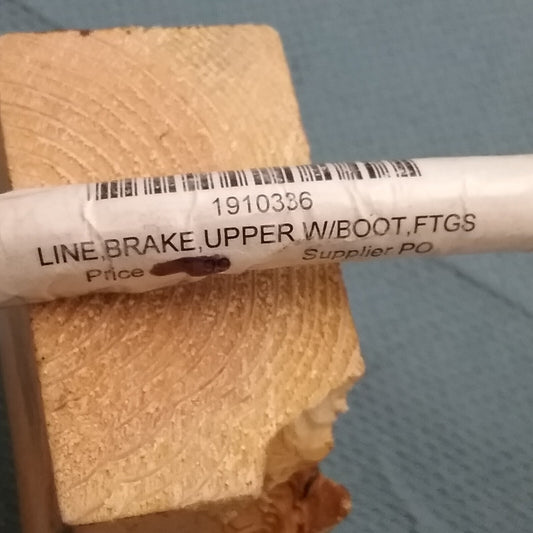 1910336
LINE,BRAKE,UPPER W/BOOT,FTGS
Price Supplier PO